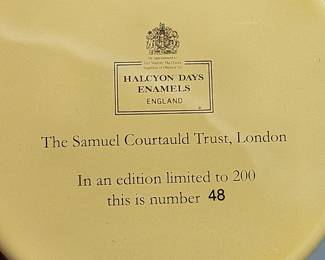 HALCYON DAYS
ENAMELS
ENGLAND
The Samuel Courtauld Trust, London
In an edition limited to 200
this is number 48